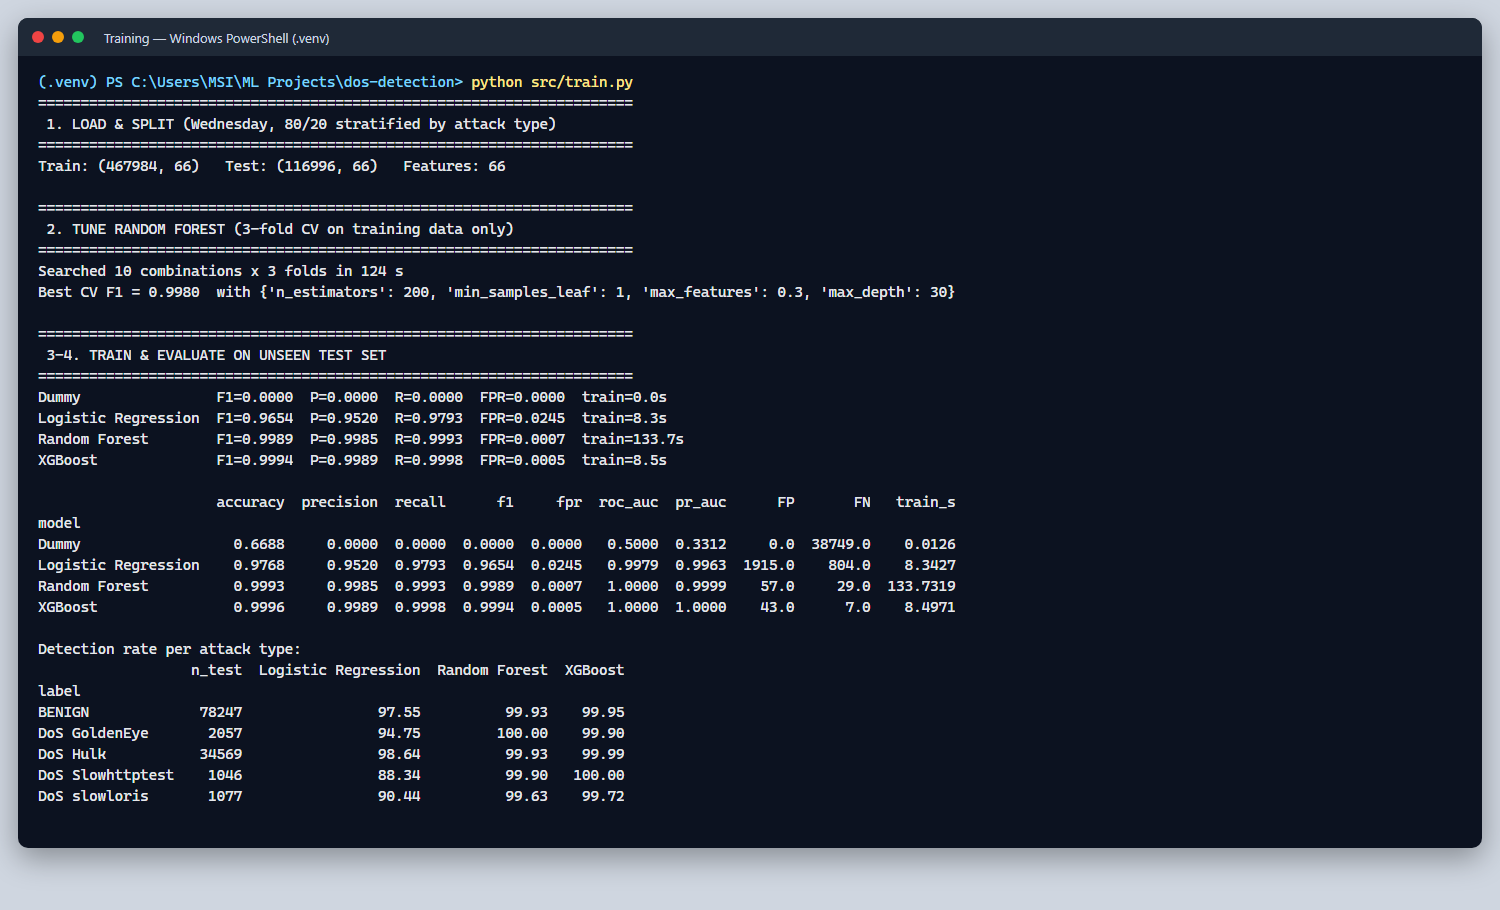 Training — Windows PowerShell (.venv)
(.venv) PS C:\Users\MSI\ML Projects\dos-detection> python src/train.py
======================================================================
 1. LOAD & SPLIT (Wednesday, 80/20 stratified by attack type)
======================================================================
Train: (467984, 66)   Test: (116996, 66)   Features: 66
======================================================================
 2. TUNE RANDOM FOREST (3-fold CV on training data only)
======================================================================
Searched 10 combinations x 3 folds in 124 s
Best CV F1 = 0.9980  with {'n_estimators': 200, 'min_samples_leaf': 1, 'max_features': 0.3, 'max_depth': 30}
======================================================================
 3-4. TRAIN & EVALUATE ON UNSEEN TEST SET
======================================================================
Dummy                F1=0.0000  P=0.0000  R=0.0000  FPR=0.0000  train=0.0s
Logistic Regression  F1=0.9654  P=0.9520  R=0.9793  FPR=0.0245  train=8.3s
Random Forest        F1=0.9989  P=0.9985  R=0.9993  FPR=0.0007  train=133.7s
XGBoost              F1=0.9994  P=0.9989  R=0.9998  FPR=0.0005  train=8.5s
                     accuracy  precision  recall      f1     fpr  roc_auc  pr_auc      FP       FN   train_s
model
Dummy                  0.6688     0.0000  0.0000  0.0000  0.0000   0.5000  0.3312     0.0  38749.0    0.0126
Logistic Regression    0.9768     0.9520  0.9793  0.9654  0.0245   0.9979  0.9963  1915.0    804.0    8.3427
Random Forest          0.9993     0.9985  0.9993  0.9989  0.0007   1.0000  0.9999    57.0     29.0  133.7319
XGBoost                0.9996     0.9989  0.9998  0.9994  0.0005   1.0000  1.0000    43.0      7.0    8.4971
Detection rate per attack type:
                  n_test  Logistic Regression  Random Forest  XGBoost
label
BENIGN             78247                97.55          99.93    99.95
DoS GoldenEye       2057                94.75         100.00    99.90
DoS Hulk           34569                98.64          99.93    99.99
DoS Slowhttptest    1046                88.34          99.90   100.00
DoS slowloris       1077                90.44          99.63    99.72